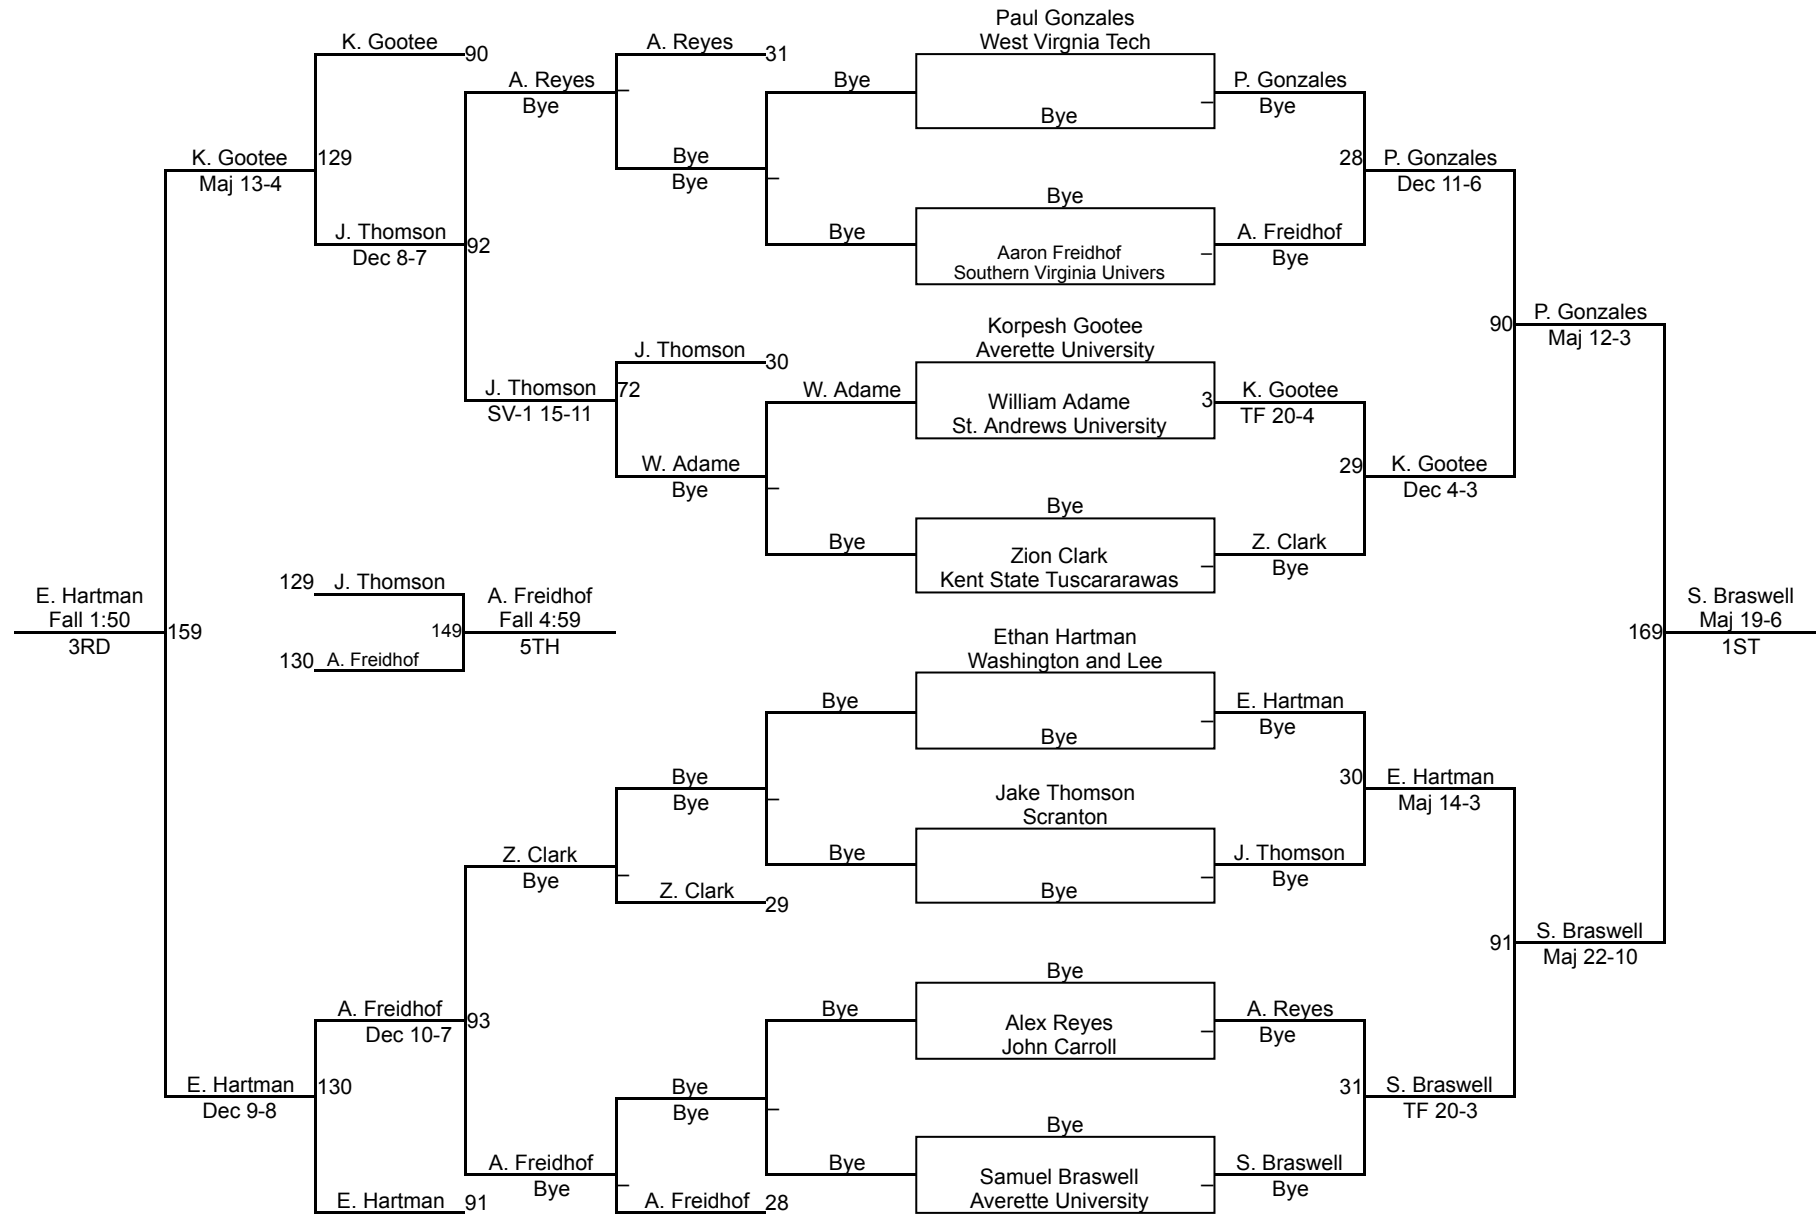 K. Gootee
90
K. Gootee
129
Maj 13-4
J. Thomson
92
Dec 8-7
A. Reyes
Bye
A. Reyes
31
Bye
Bye
J. Thomson
SV-1 15-11
72
J. Thomson
30
W. Adame
Bye
Bye
Bye
W. Adame
Bye
Paul Gonzales
West Virgnia Tech
Bye
Bye
Aaron Freidhof
Southern Virginia Univers
Korpesh Gootee
Averette University
William Adame
3
St. Andrews University
Bye
Zion Clark
Kent State Tuscararawas
P. Gonzales
Bye
28
P. Gonzales
Dec 11-6
A. Freidhof
Bye
90
P. Gonzales
Maj 12-3
K. Gootee
TF 20-4
29
K. Gootee
Dec 4-3
Z. Clark
Bye
E. Hartman
Fall 1:50
159
3RD
129
J. Thomson
A. Freidhof
149
Fall 4:59
130
A. Freidhof
5TH
S. Braswell
169
Maj 19-6
1ST
Ethan Hartman
Washington and Lee
Bye
Jake Thomson
Scranton
Bye
Bye
Alex Reyes
John Carroll
Bye
Samuel Braswell
Averette University
Bye
Bye
Bye
Bye
Bye
Bye
Z. Clark
Bye
Z. Clark
29
A. Freidhof
93
Dec 10-7
E. Hartman
130
Dec 9-8
E. Hartman
91
Bye
Bye
A. Freidhof
Bye
A. Freidhof
28
E. Hartman
Bye
30
E. Hartman
Maj 14-3
J. Thomson
Bye
91
S. Braswell
Maj 22-10
A. Reyes
Bye
31
S. Braswell
TF 20-3
S. Braswell
Bye